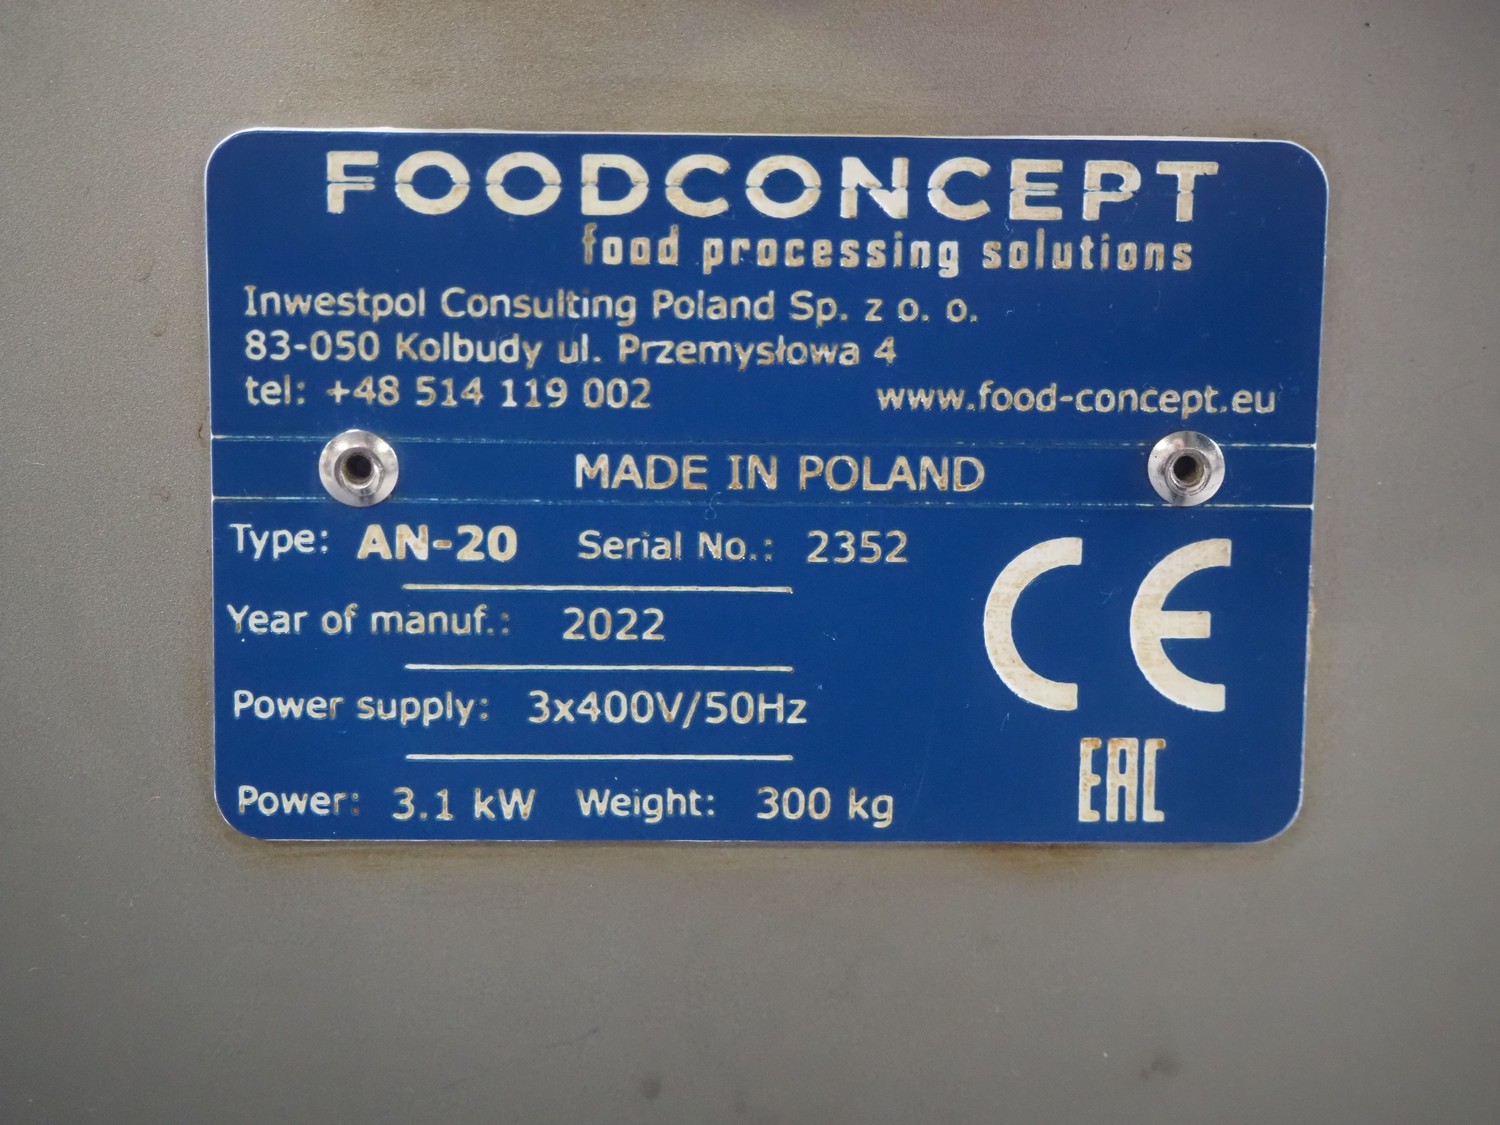 FOODCONCEPT
food processing solutions
Inwestpol Consulting Poland Sp. z o. o.
83-050 Kolbudy ul. Przemysłowa 4
tel: +48 514 119 002 www.food-concept.eu
MADE IN POLAND
Type: AN-20 Serial No.: 2352
Year of manuf.: 2022
Power supply: 3x400V/50Hz
Power: 3.1 kW Weight: 300 kg
CE
EAC